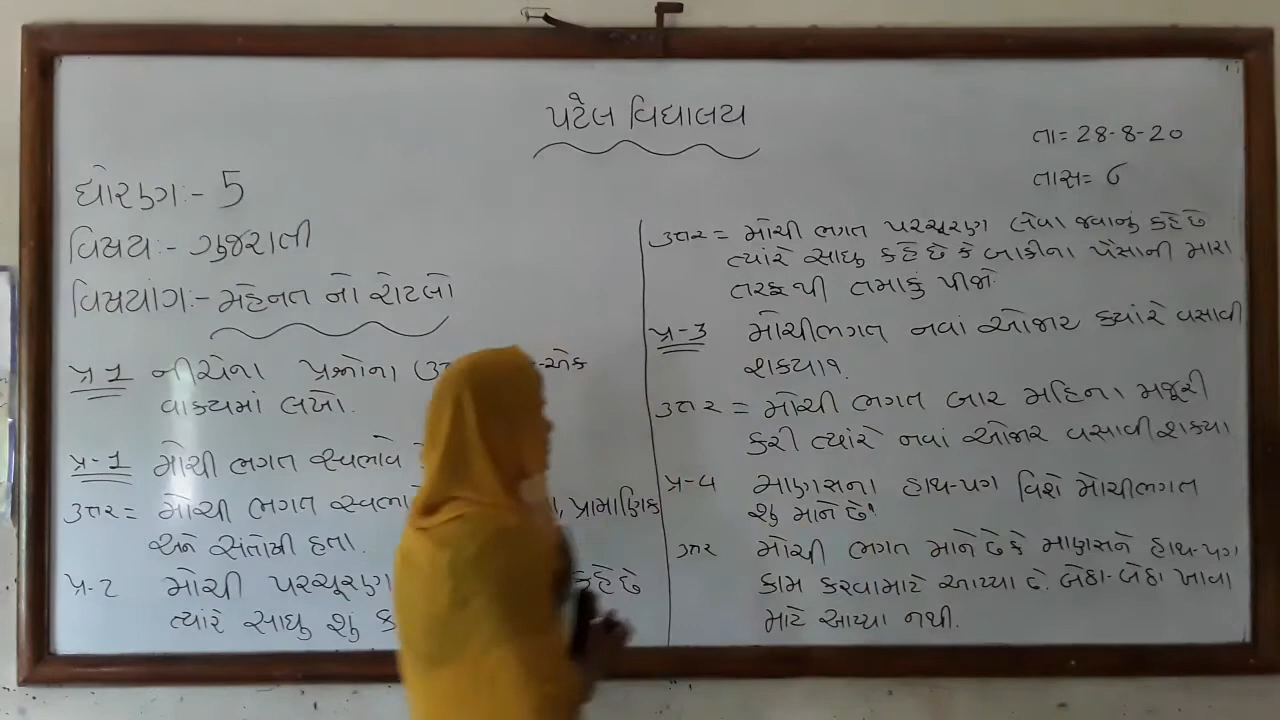 પટેલ વિદ્યાલય
તા= 28-8-20
તાસ= ૮
ધોરણ:- 5
વિષય:- ગુજરાતી
વિષયાંગ:- મહેનત નો રોટલો
પ્ર 1 નીચેના પ્રશ્નોના એક
વાક્યમાં લખો.
પ્ર-1 મોચી ભગત સ્વભાવે
ઉત્તર = મોચી ભગત પ્રામાણિક
અને સંતોષી હતા.
પ્ર-2 મોચી પરચૂરણ કહેછે
ત્યારે સાધુ શું
ઉત્તર = મોચી ભગત પરચૂરણ લેવા જવાનું કહેછે
ત્યારે સાધુ કહેછે કે બાકીના પૈસાની મારા
તરફથી તમાકું પીજો.
પ્ર-3 મોચીભગત નવાં ઓજાર ક્યારે વસાવી
શક્યા?
ઉત્તર = મોચી ભગત બાર મહિના મજૂરી
કરી ત્યારે નવાં ઓજાર વસાવી શક્યા
પ્ર-૫ માણસના હાથ-પગ વિશે મોચીભગત
શું માને છે?
ઉત્તર મોચી ભગત માને છે કે માણસને હાથ-પગ
કામ કરવામાટે આપ્યા છે. બેઠા-બેઠા ખાવા
માટે આપ્યા નથી.